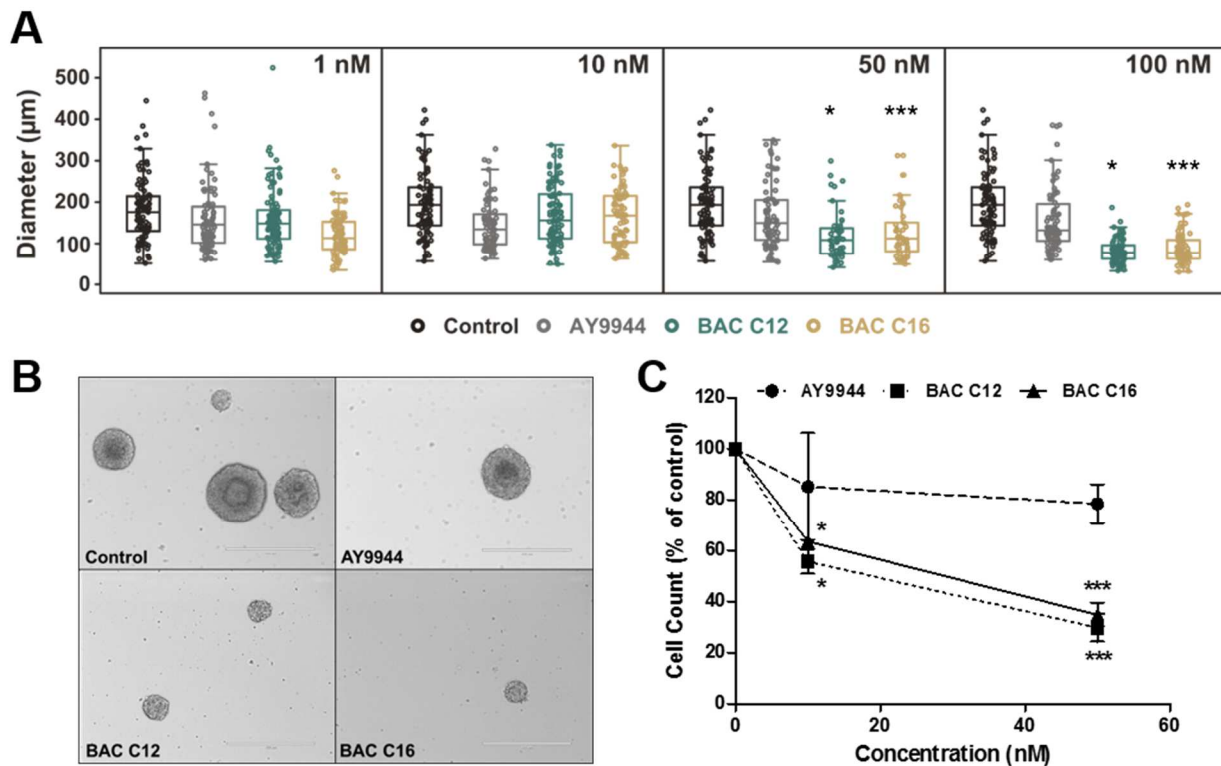 A
1 nM
10 nM
50 nM
100 nM
Diameter (µm)
500
400
300
200
100
0
* ***
* ***
Control AY9944 BAC C12 BAC C16
B
Control
AY9944
BAC C12
BAC C16
C
AY9944 BAC C12 BAC C16
Cell Count (% of control)
120
100
80
60
40
20
0
*
*
***
***
0 20 40 60
Concentration (nM)